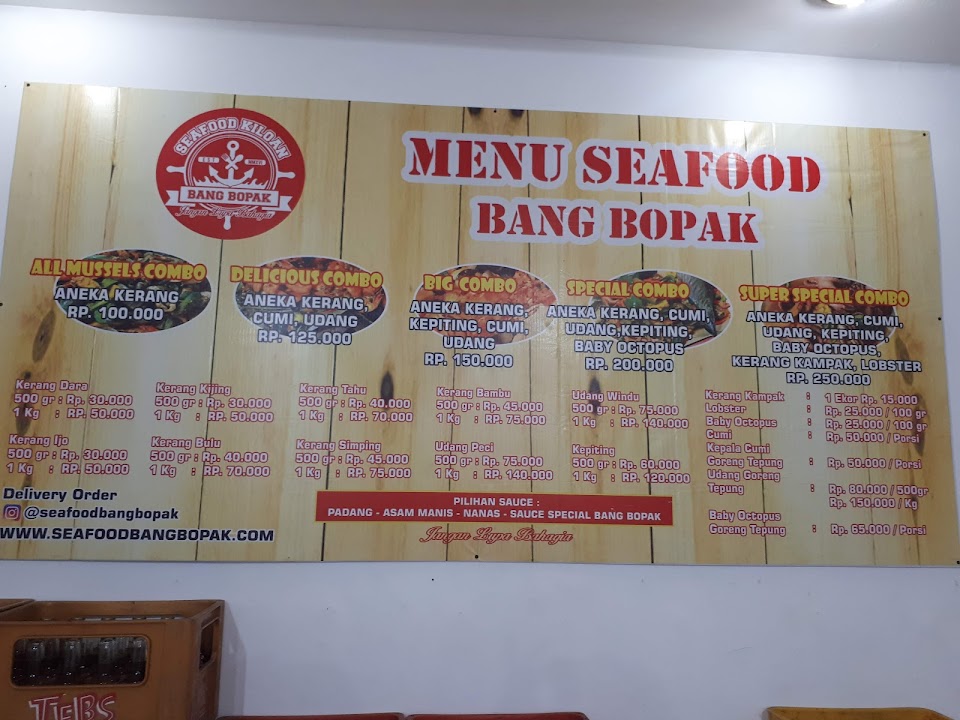 SEAFOOD KILOAN
EST
BANG BOPAK
Jangan Lupa Bahagia
MENU SEAFOOD
BANG BOPAK
ALL MUSSELS COMBO
ANEKA KERANG
RP. 100.000
DELICIOUS COMBO
ANEKA KERANG,
CUMI, UDANG
RP. 125.000
BIG COMBO
ANEKA KERANG,
KEPITING, CUMI,
UDANG
RP. 150.000
SPECIAL COMBO
ANEKA KERANG, CUMI,
UDANG, KEPITING,
BABY OCTOPUS
RP. 200.000
SUPER SPECIAL COMBO
ANEKA KERANG, CUMI,
UDANG, KEPITING,
BABY OCTOPUS,
KERANG KAMPAK, LOBSTER
RP. 250.000
Kerang Dara
500 gr : Rp. 30.000
1 Kg : Rp. 50.000
Kerang Kijing
500 gr : Rp. 30.000
1 Kg : Rp. 50.000
Kerang Tahu
500 gr : Rp. 40.000
1 Kg : Rp. 70.000
Kerang Bambu
500 gr : Rp. 45.000
1 Kg : Rp. 75.000
Udang Windu
500 gr : Rp. 75.000
1 Kg : Rp. 140.000
Kerang Ijo
500 gr : Rp. 30.000
1 Kg : Rp. 50.000
Kerang Bulu
500 gr : Rp. 40.000
1 Kg : Rp. 70.000
Kerang Simping
500 gr : Rp. 45.000
1 Kg : Rp. 75.000
Udang Peci
500 gr : Rp. 75.000
1 Kg : Rp. 140.000
Kepiting
500 gr : Rp. 60.000
1 Kg : Rp. 120.000
Kerang Kampak : 1 Ekor Rp. 15.000
Lobster : Rp. 25.000 / 100 gr
Baby Octopus : Rp. 25.000 / 100 gr
Cumi : Rp. 50.000 / Porsi
Kepala Cumi
Goreng Tepung : Rp. 50.000 / Porsi
Udang Goreng
Tepung : Rp. 80.000 / 500gr
Rp. 150.000 / Kg
Baby Octopus
Goreng Tepung : Rp. 65.000 / Porsi
Delivery Order
@seafoodbangbopak
WWW.SEAFOODBANGBOPAK.COM
PILIHAN SAUCE :
PADANG - ASAM MANIS - NANAS - SAUCE SPECIAL BANG BOPAK
Jangan Lupa Bahagia
TEBS